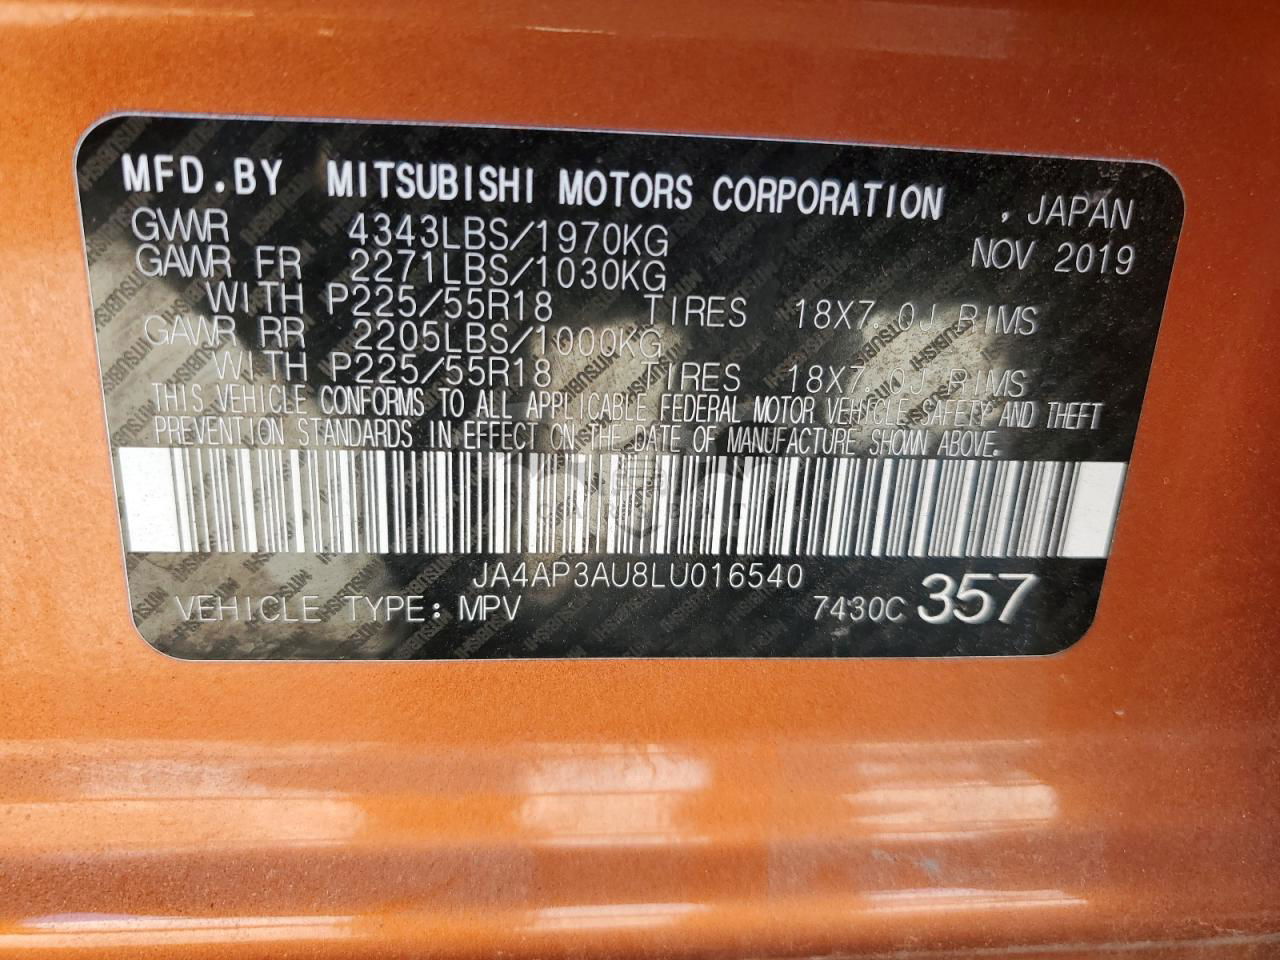 MFD.BY MITSUBISHI MOTORS CORPORATION , JAPAN
GVWR 4343LBS/1970KG NOV 2019
GAWR FR 2271LBS/1030KG
WITH P225/55R18 TIRES 18X7.0J RIMS
GAWR RR 2205LBS/1000KG
WITH P225/55R18 TIRES 18X7.0J RIMS
THIS VEHICLE CONFORMS TO ALL APPLICABLE FEDERAL MOTOR VEHICLE SAFETY AND THEFT
PREVENTION STANDARDS IN EFFECT ON THE DATE OF MANUFACTURE SHOWN ABOVE.
JA4AP3AU8LU016540
VEHICLE TYPE: MPV 7430C 357